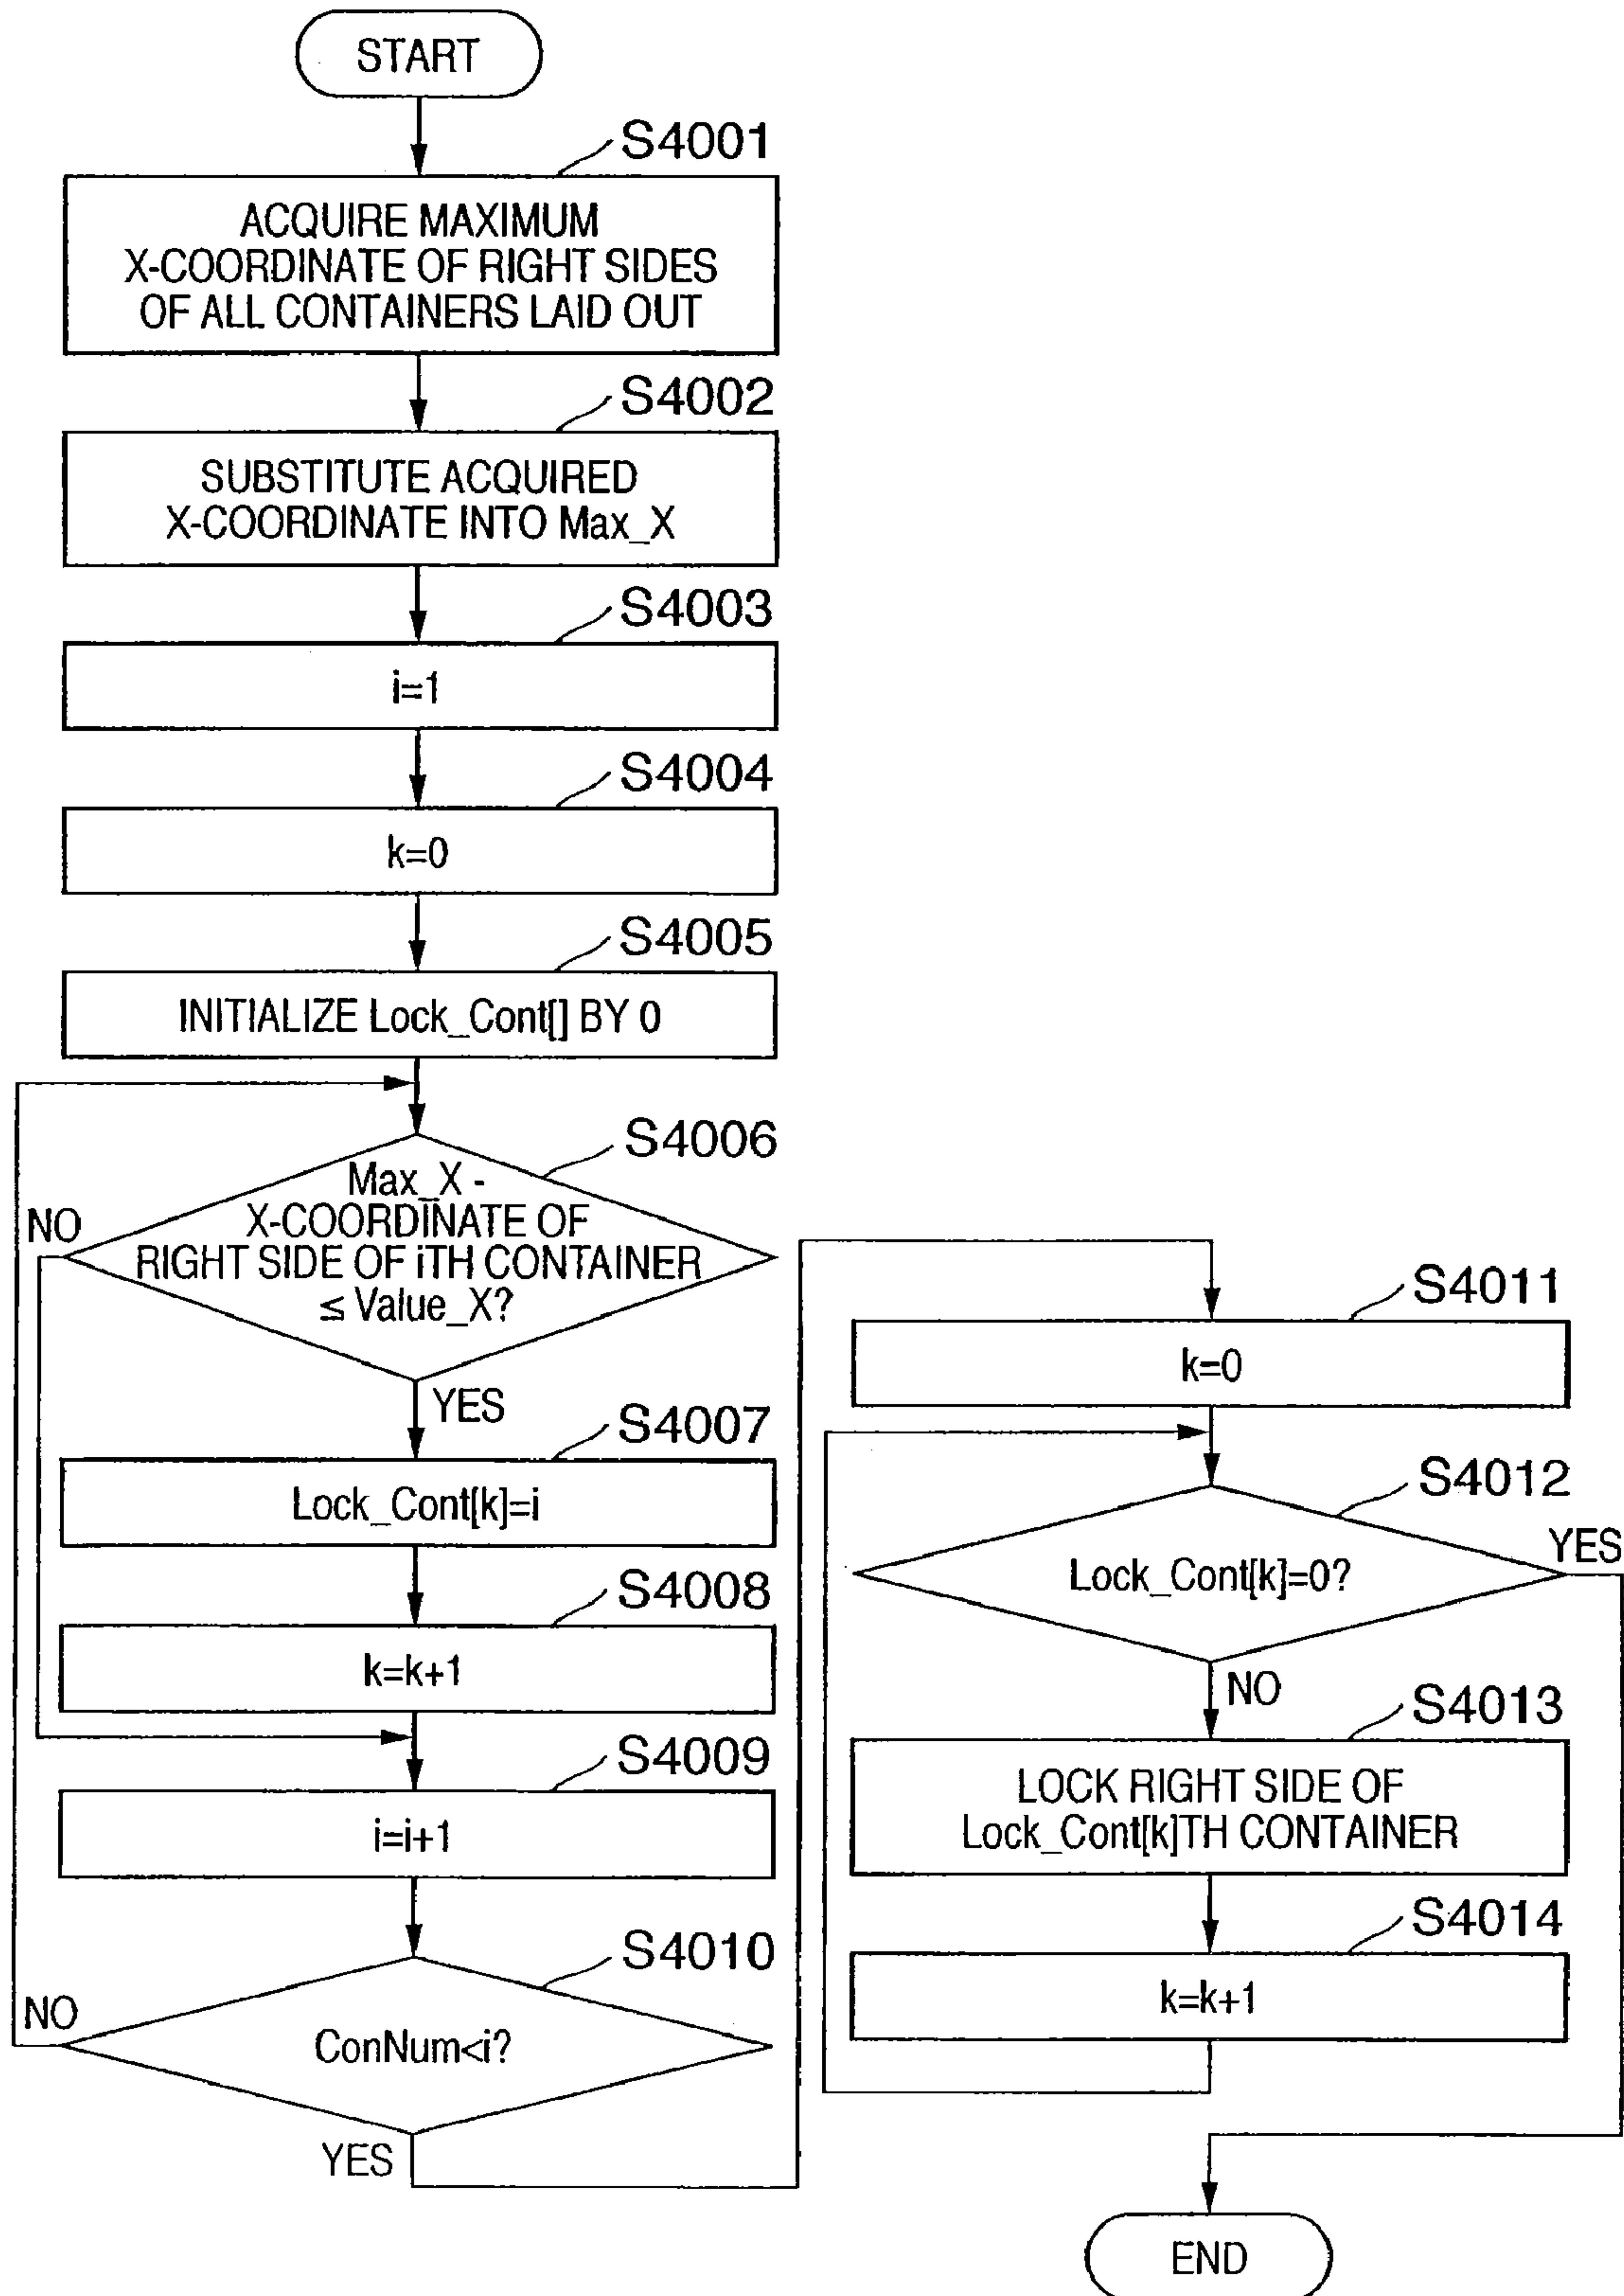 START
S4001
ACQUIRE MAXIMUM
X-COORDINATE OF RIGHT SIDES
OF ALL CONTAINERS LAID OUT
S4002
SUBSTITUTE ACQUIRED
X-COORDINATE INTO Max_X
S4003
i=1
S4004
k=0
S4005
INITIALIZE Lock_Cont[] BY 0
S4006
Max_X -
X-COORDINATE OF
RIGHT SIDE OF iTH CONTAINER
≤ Value_X?
NO
YES
S4007
Lock_Cont[k]=i
S4008
k=k+1
S4009
i=i+1
S4010
ConNum<i?
NO
YES
S4011
k=0
S4012
Lock_Cont[k]=0?
YES
NO
S4013
LOCK RIGHT SIDE OF
Lock_Cont[k]TH CONTAINER
S4014
k=k+1
END